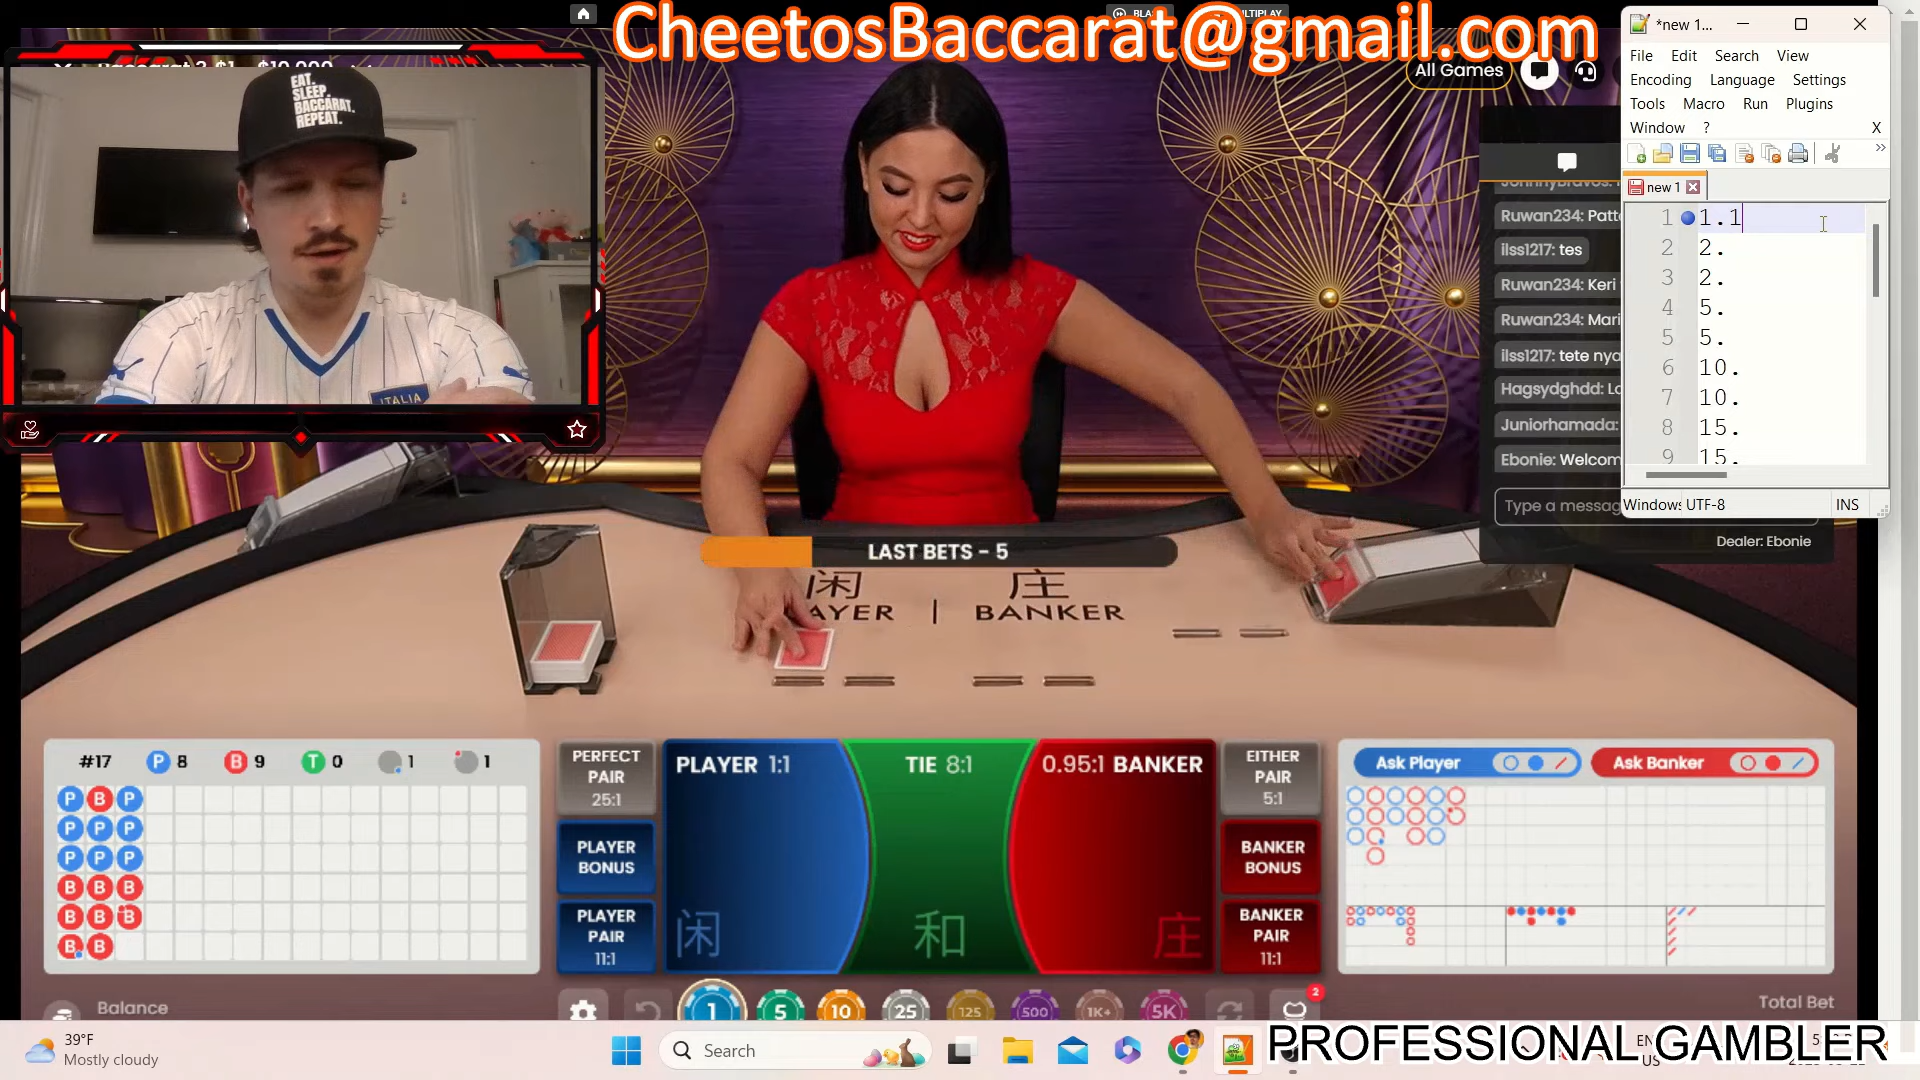 CheetosBaccarat@gmail.com
EAT.
SLEEP.
BACCARAT.
REPEAT.
ITALIA
All Games
Ruwan234: Patt
ilss1217: tes
Ruwan234: Keri
Ruwan234: Mari
ilss1217: tete nya
Hagsydghdd: Lo
Juniorhamada:
Ebonie: Welcom
Type a messag
Dealer: Ebonie
*new 1...
File Edit Search View
Encoding Language Settings
Tools Macro Run Plugins
Window ? X
new 1
1 1.1
2 2.
3 2.
4 5.
5 5.
6 10.
7 10.
8 15.
9 15.
Windows UTF-8 INS
LAST BETS - 5
闲 庄
AYER | BANKER
#17 P 8 B 9 T 0 1 1
P B P
P P P
P P P
B B B
B B B
B B
PERFECT
PAIR
25:1
PLAYER
BONUS
PLAYER
PAIR
11:1
PLAYER 1:1
闲
TIE 8:1
和
0.95:1 BANKER
庄
EITHER
PAIR
5:1
BANKER
BONUS
BANKER
PAIR
11:1
Ask Player
Ask Banker
Balance
1 5 10 25 125 500 1K+ 5K
2
Total Bet
39°F
Mostly cloudy
Search
PROFESSIONAL GAMBLER